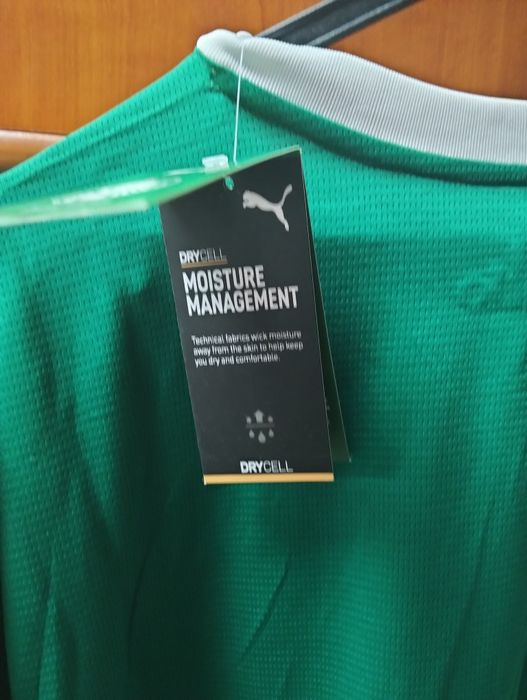 DRYCELL
MOISTURE
MANAGEMENT
Technical fabrics wick moisture
away from the skin to help keep
you dry and comfortable.
DRYCELL